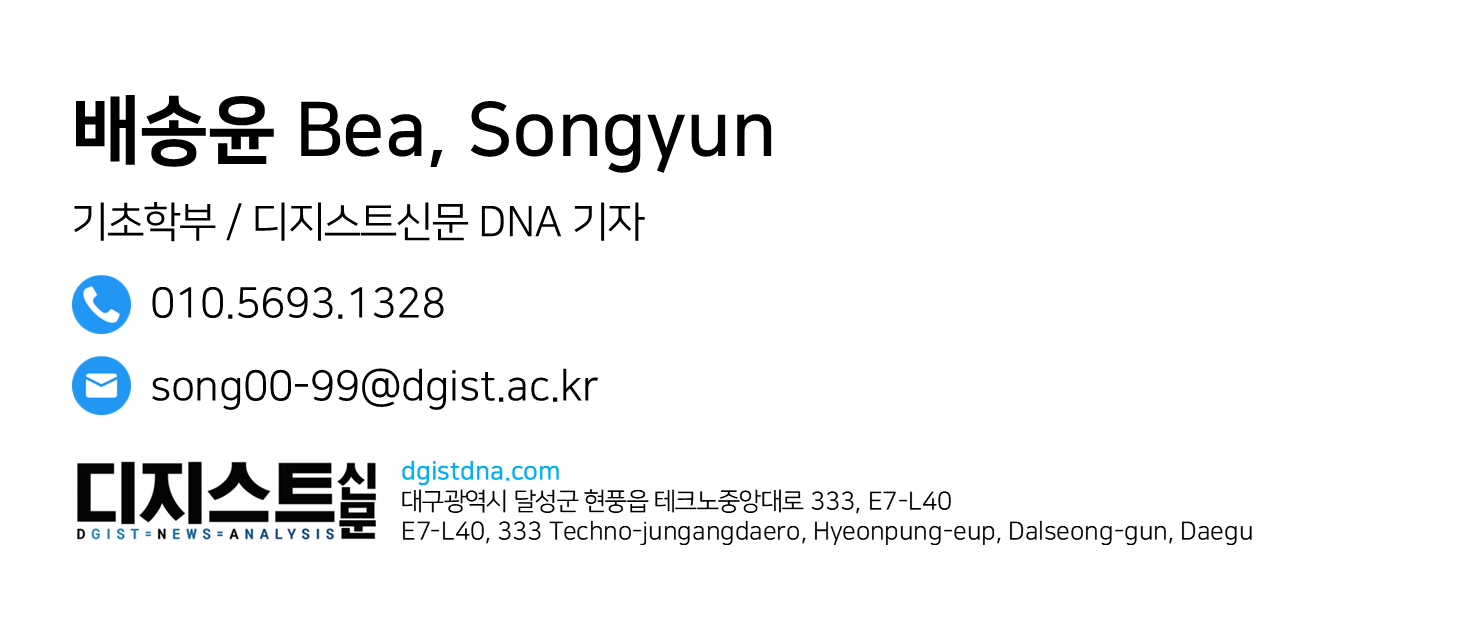 배송윤 Bea, Songyun
기초학부 / 디지스트신문 DNA 기자
010.5693.1328
song00-99@dgist.ac.kr
디지스트신문
DGIST=NEWS=ANALYSIS
dgistdna.com
대구광역시 달성군 현풍읍 테크노중앙대로 333, E7-L40
E7-L40, 333 Techno-jungangdaero, Hyeonpung-eup, Dalseong-gun, Daegu